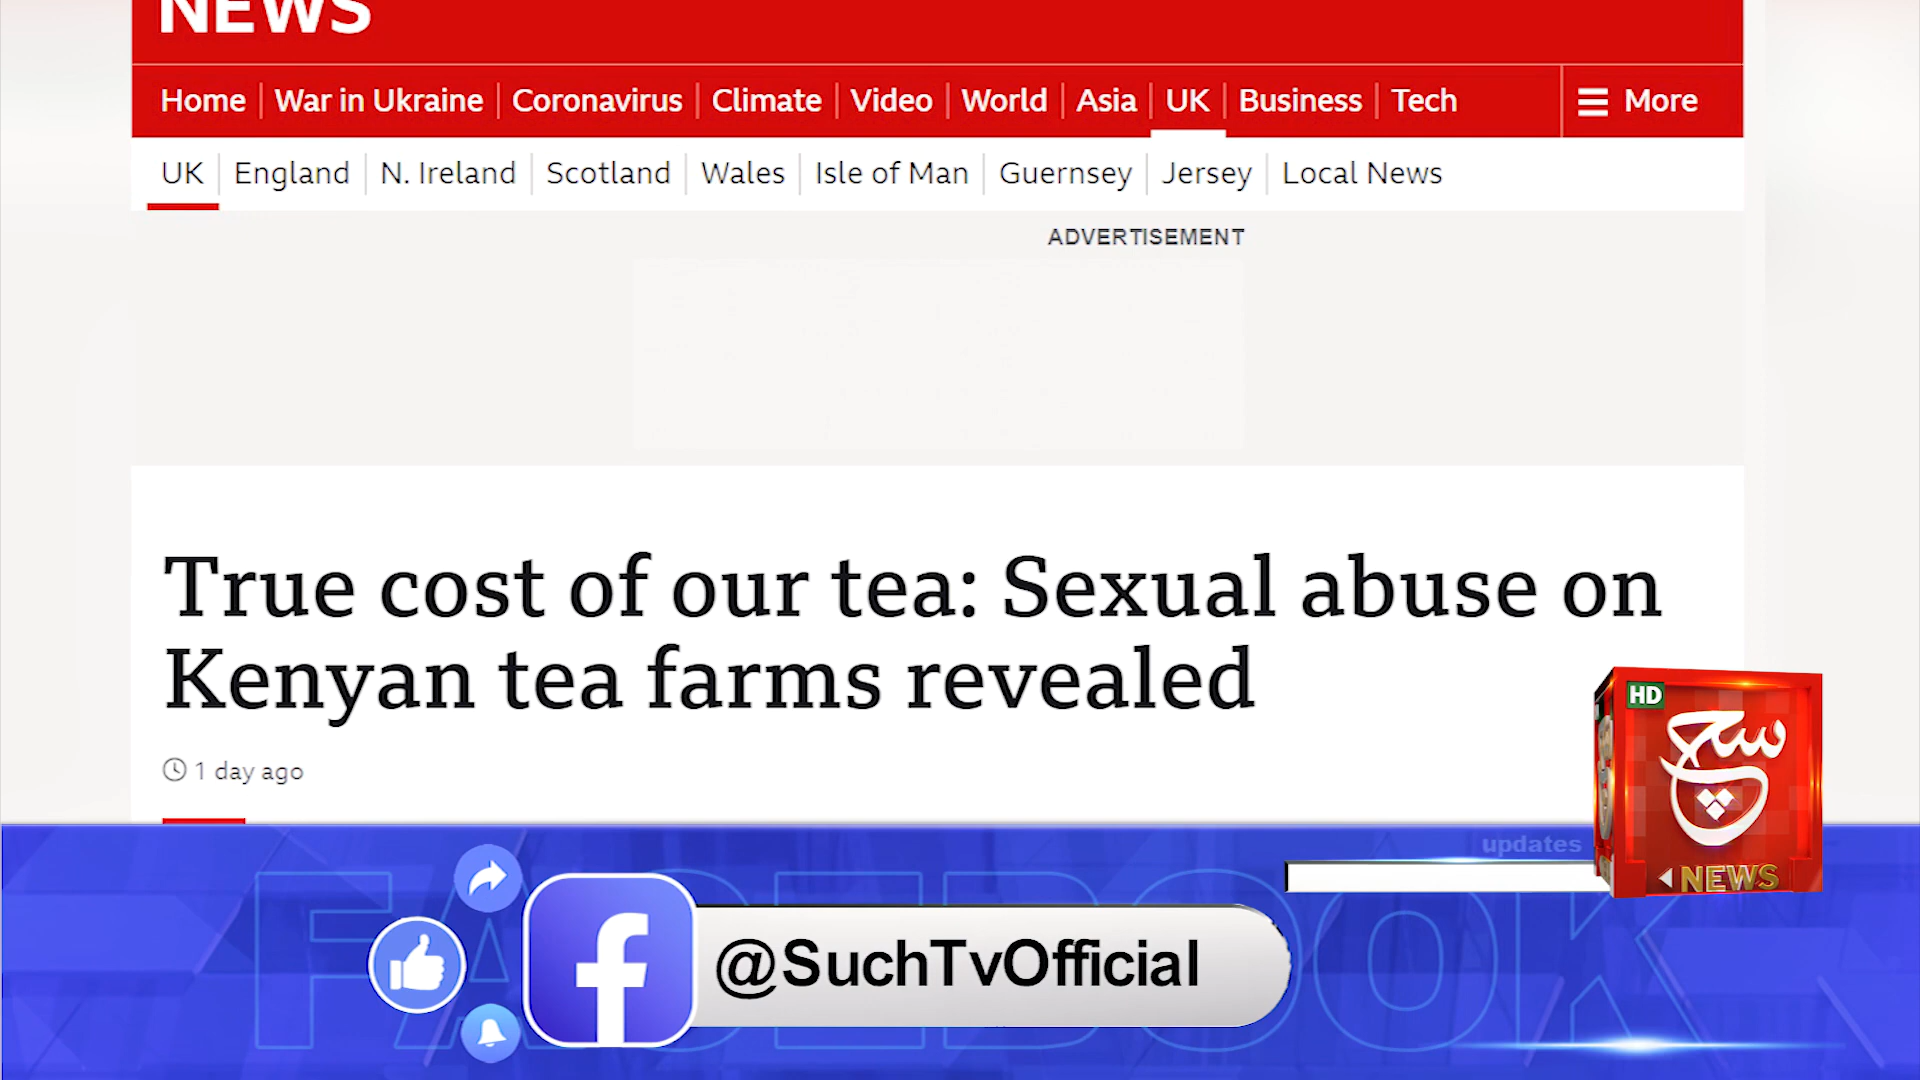 NEWS
Home War in Ukraine Coronavirus Climate Video World Asia UK Business Tech More
UK England N. Ireland Scotland Wales Isle of Man Guernsey Jersey Local News
ADVERTISEMENT
True cost of our tea: Sexual abuse on
Kenyan tea farms revealed
1 day ago
HD
سچ
NEWS
updates
FACEBOOK
@SuchTvOfficial